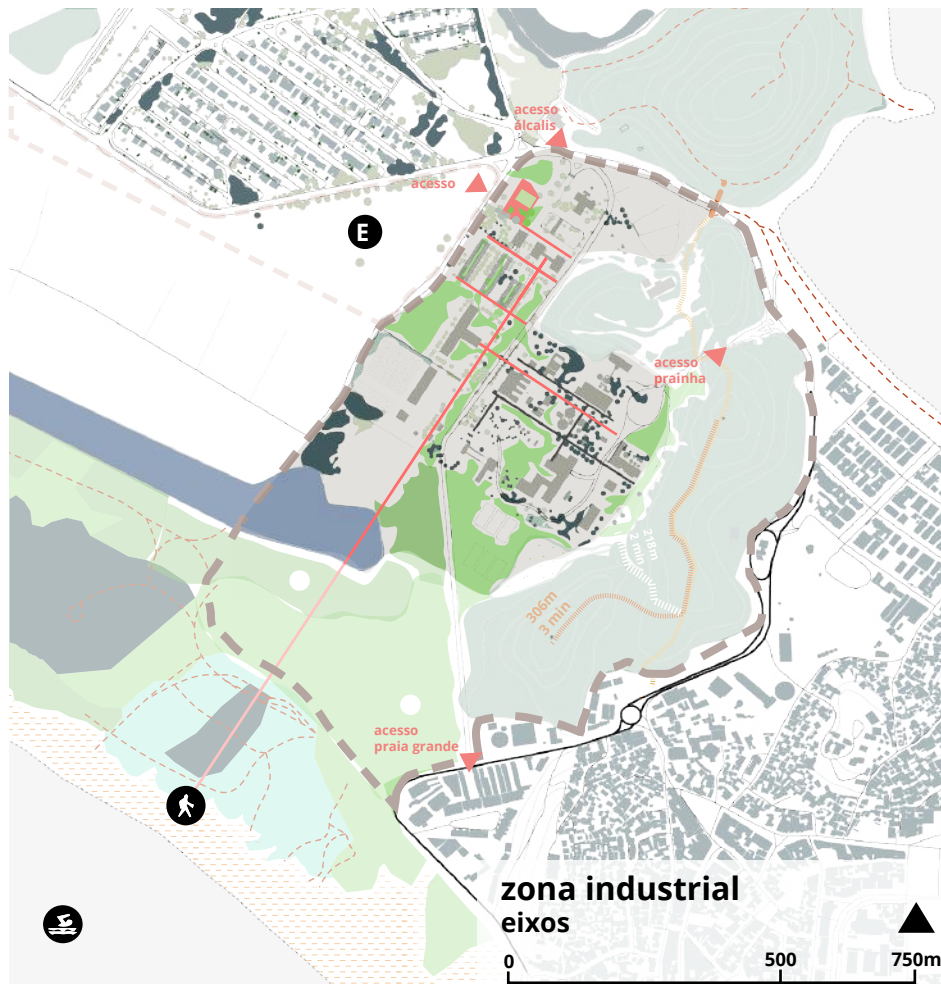 acesso
álcalis
acesso
E
acesso
prainha
218m
2 min
306m
3 min
acesso
praia grande
zona industrial
eixos
0
500
750m